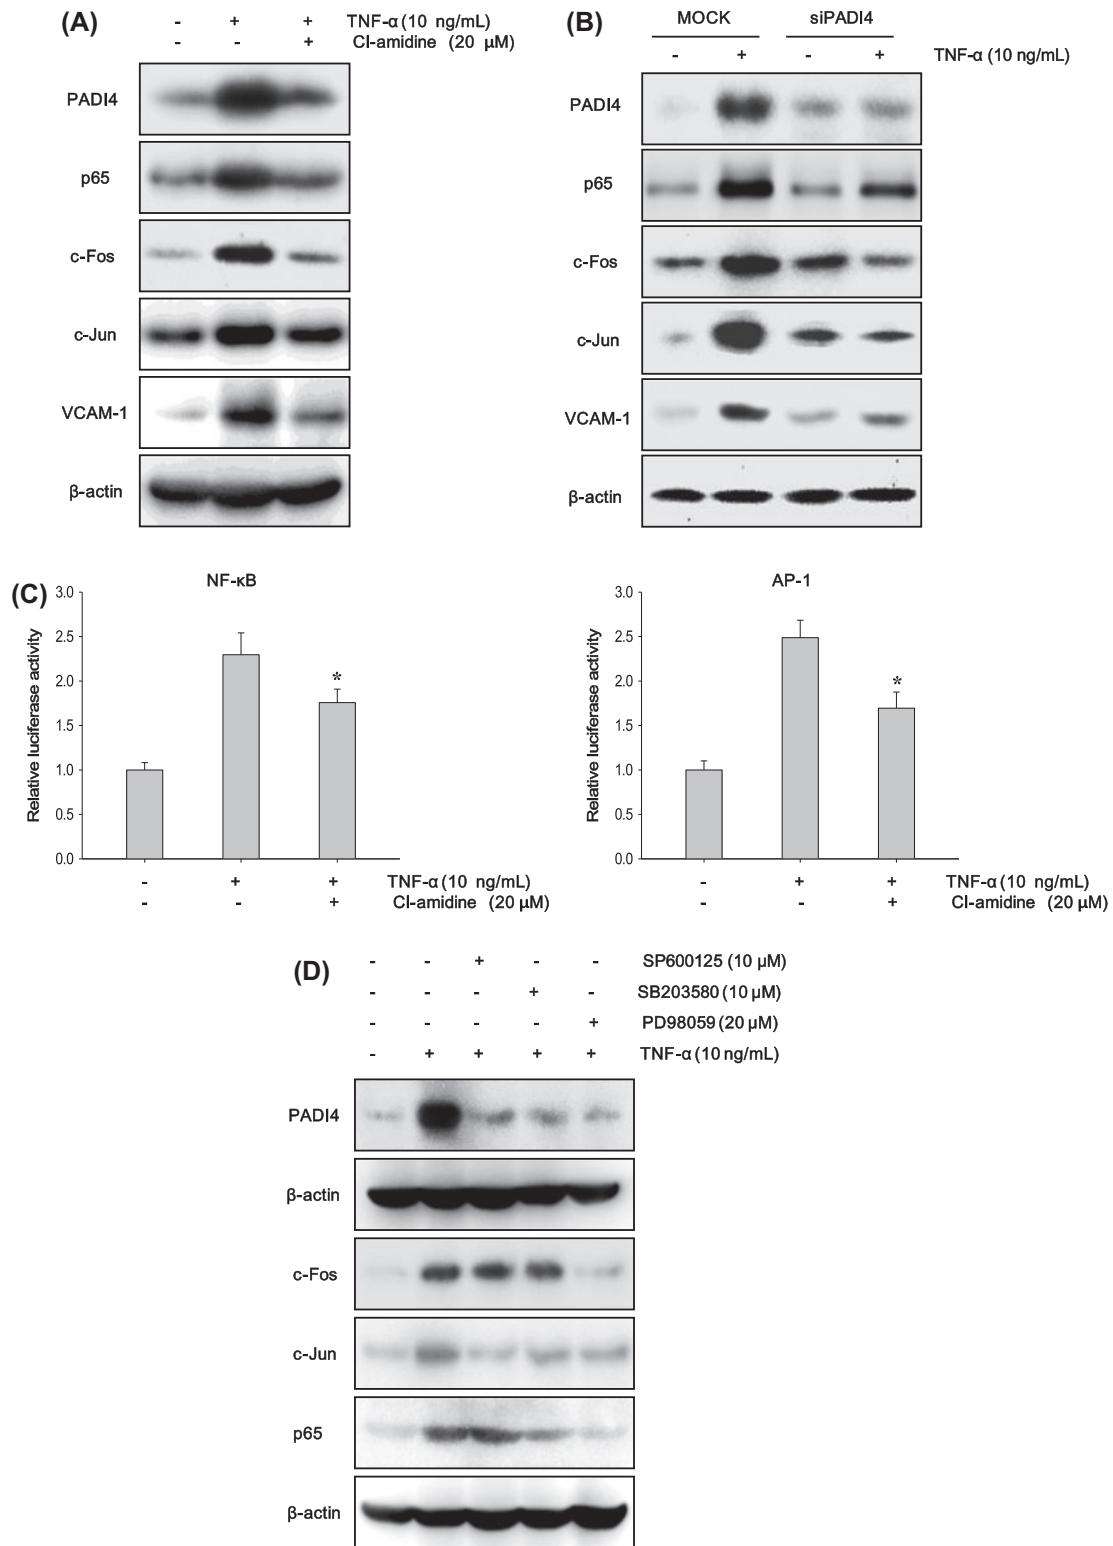 (A)
- + + TNF-α (10 ng/mL)
- - + Cl-amidine (20 µM)
PADI4
p65
c-Fos
c-Jun
VCAM-1
β-actin
(B)
MOCK siPADI4
- + - + TNF-α (10 ng/mL)
PADI4
p65
c-Fos
c-Jun
VCAM-1
β-actin
(C)
NF-κB
Relative luciferase activity
3.0
2.5
2.0
1.5
1.0
0.5
0.0
*
- + + TNF-α (10 ng/mL)
- - + Cl-amidine (20 µM)
AP-1
Relative luciferase activity
3.0
2.5
2.0
1.5
1.0
0.5
0.0
*
- + + TNF-α (10 ng/mL)
- - + Cl-amidine (20 µM)
(D)
- - + - - SP600125 (10 µM)
- - - + - SB203580 (10 µM)
- - - - + PD98059 (20 µM)
- + + + + TNF-α (10 ng/mL)
PADI4
β-actin
c-Fos
c-Jun
p65
β-actin